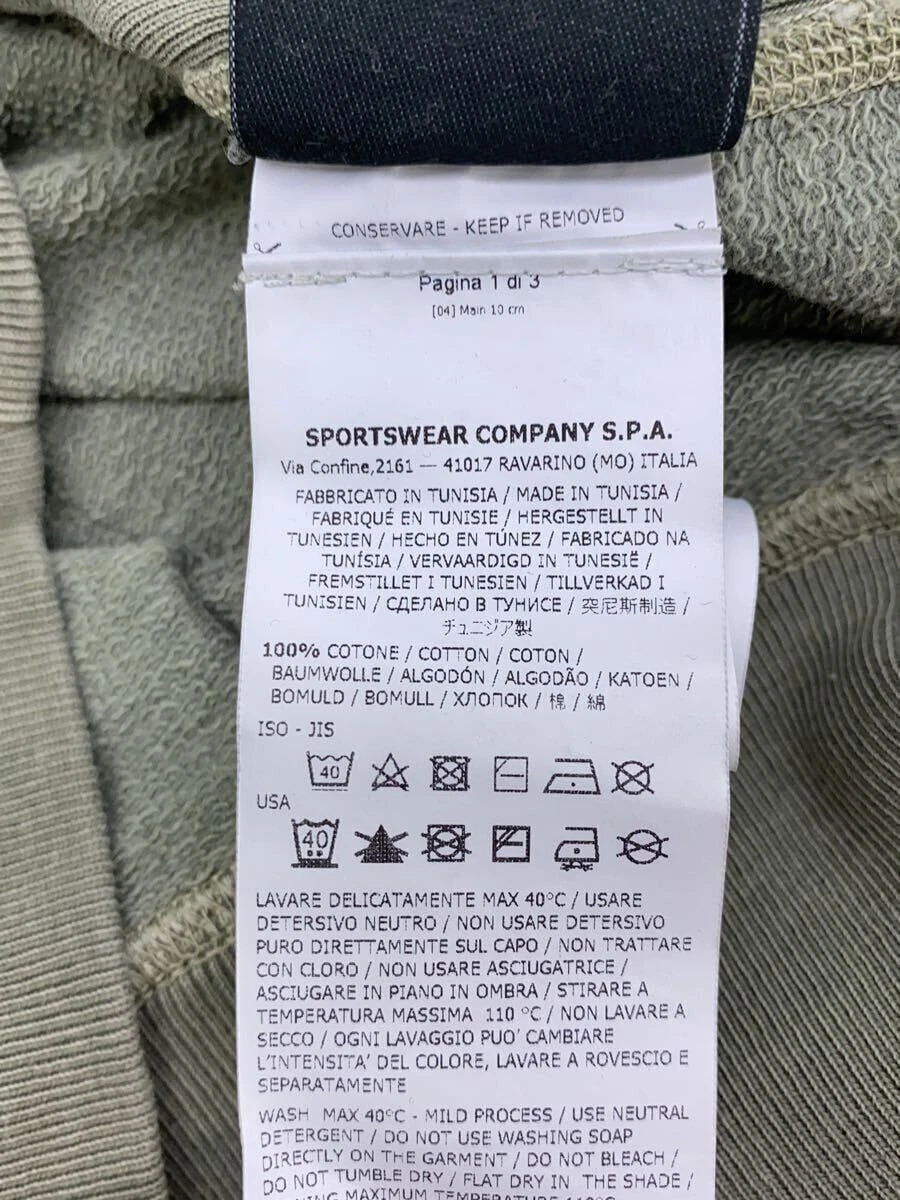 CONSERVARE - KEEP IF REMOVED
Pagina 1 di 3
[04] Main 10 cm
SPORTSWEAR COMPANY S.P.A.
Via Confine,2161 — 41017 RAVARINO (MO) ITALIA
FABBRICATO IN TUNISIA / MADE IN TUNISIA /
FABRIQUÉ EN TUNISIE / HERGESTELLT IN
TUNESIEN / HECHO EN TÚNEZ / FABRICADO NA
TUNÍSIA / VERVAARDIGD IN TUNESIË /
FREMSTILLET I TUNESIEN / TILLVERKAD I
TUNISIEN / СДЕЛАНО В ТУНИСЕ / 突尼斯制造 /
チュニジア製
100% COTONE / COTTON / COTON /
BAUMWOLLE / ALGODÓN / ALGODÃO / KATOEN /
BOMULD / BOMULL / ХЛОПОК / 棉 / 綿
ISO - JIS
40
USA
40
LAVARE DELICATAMENTE MAX 40°C / USARE
DETERSIVO NEUTRO / NON USARE DETERSIVO
PURO DIRETTAMENTE SUL CAPO / NON TRATTARE
CON CLORO / NON USARE ASCIUGATRICE /
ASCIUGARE IN PIANO IN OMBRA / STIRARE A
TEMPERATURA MASSIMA 110 °C / NON LAVARE A
SECCO / OGNI LAVAGGIO PUO' CAMBIARE
L'INTENSITA' DEL COLORE, LAVARE A ROVESCIO E
SEPARATAMENTE
WASH MAX 40°C - MILD PROCESS / USE NEUTRAL
DETERGENT / DO NOT USE WASHING SOAP
DIRECTLY ON THE GARMENT / DO NOT BLEACH /
DO NOT TUMBLE DRY / FLAT DRY IN THE SHADE /
MAXIMUM TEMPERATURE 110°C